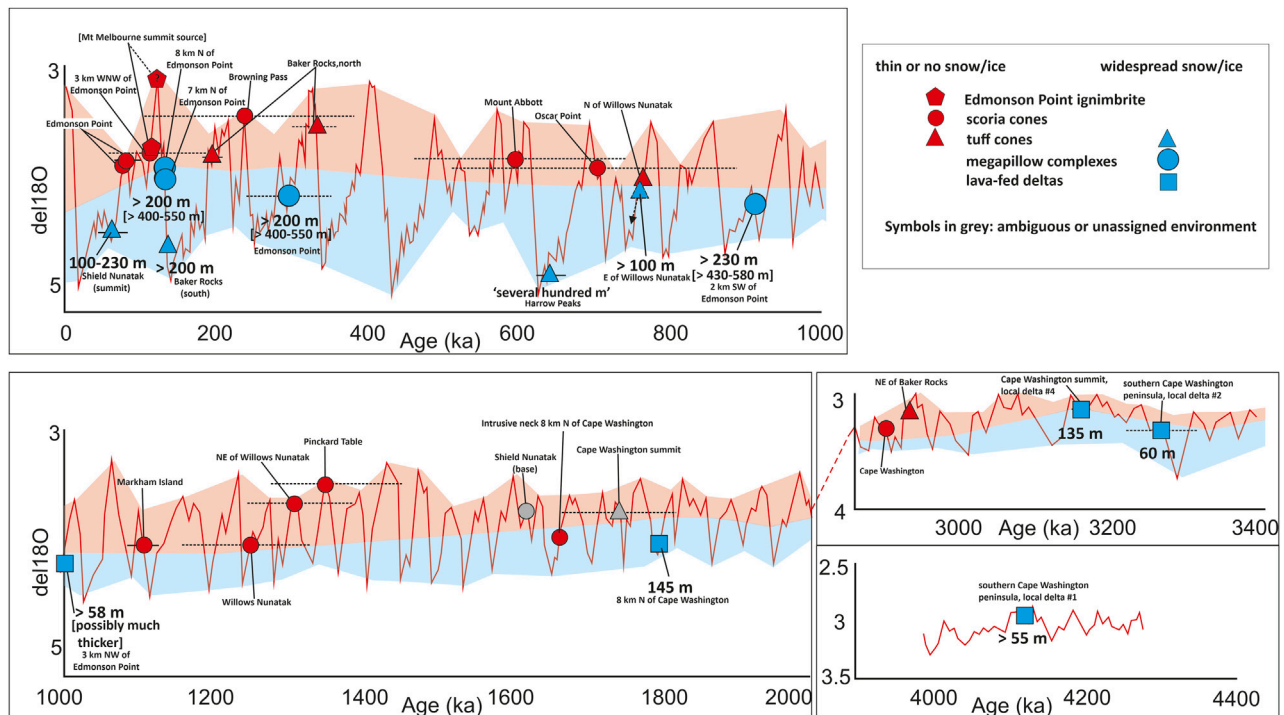 [Mt Melbourne summit source]
8 km N of
Edmonson Point
3 km WNW of
Edmonson Point
7 km N of
Edmonson Point
Browning Pass
Baker Rocks,north
Edmonson Point
?
Mount Abbott
N of Willows Nunatak
Oscar Point
3
del18O
5
> 200 m
[> 400-550 m]
> 200 m
[> 400-550 m]
Edmonson Point
100-230 m
Shield Nunatak
(summit)
> 200 m
Baker Rocks
(south)
'several hundred m'
Harrow Peaks
> 100 m
E of Willows Nunatak
> 230 m
[> 430-580 m]
2 km SW of
Edmonson Point
0
200
400
Age (ka)
600
800
1000
thin or no snow/ice
widespread snow/ice
Edmonson Point ignimbrite
scoria cones
tuff cones
megapillow complexes
lava-fed deltas
Symbols in grey: ambiguous or unassigned environment
3
del18O
5
Markham Island
NE of Willows Nunatak
Pinckard Table
Willows Nunatak
Intrusive neck 8 km N of Cape Washington
Shield Nunatak
(base)
Cape Washington summit
> 58 m
[possibly much
thicker]
3 km NW of
Edmonson Point
145 m
8 km N of Cape Washington
1000
1200
1400
Age (ka)
1600
1800
2000
3
4
NE of Baker Rocks
Cape Washington
Cape Washington summit,
local delta #4
southern Cape Washington
peninsula, local delta #2
135 m
60 m
3000
Age (ka)
3200
3400
2.5
3
3.5
southern Cape Washington
peninsula, local delta #1
> 55 m
4000
Age (ka)
4200
4400